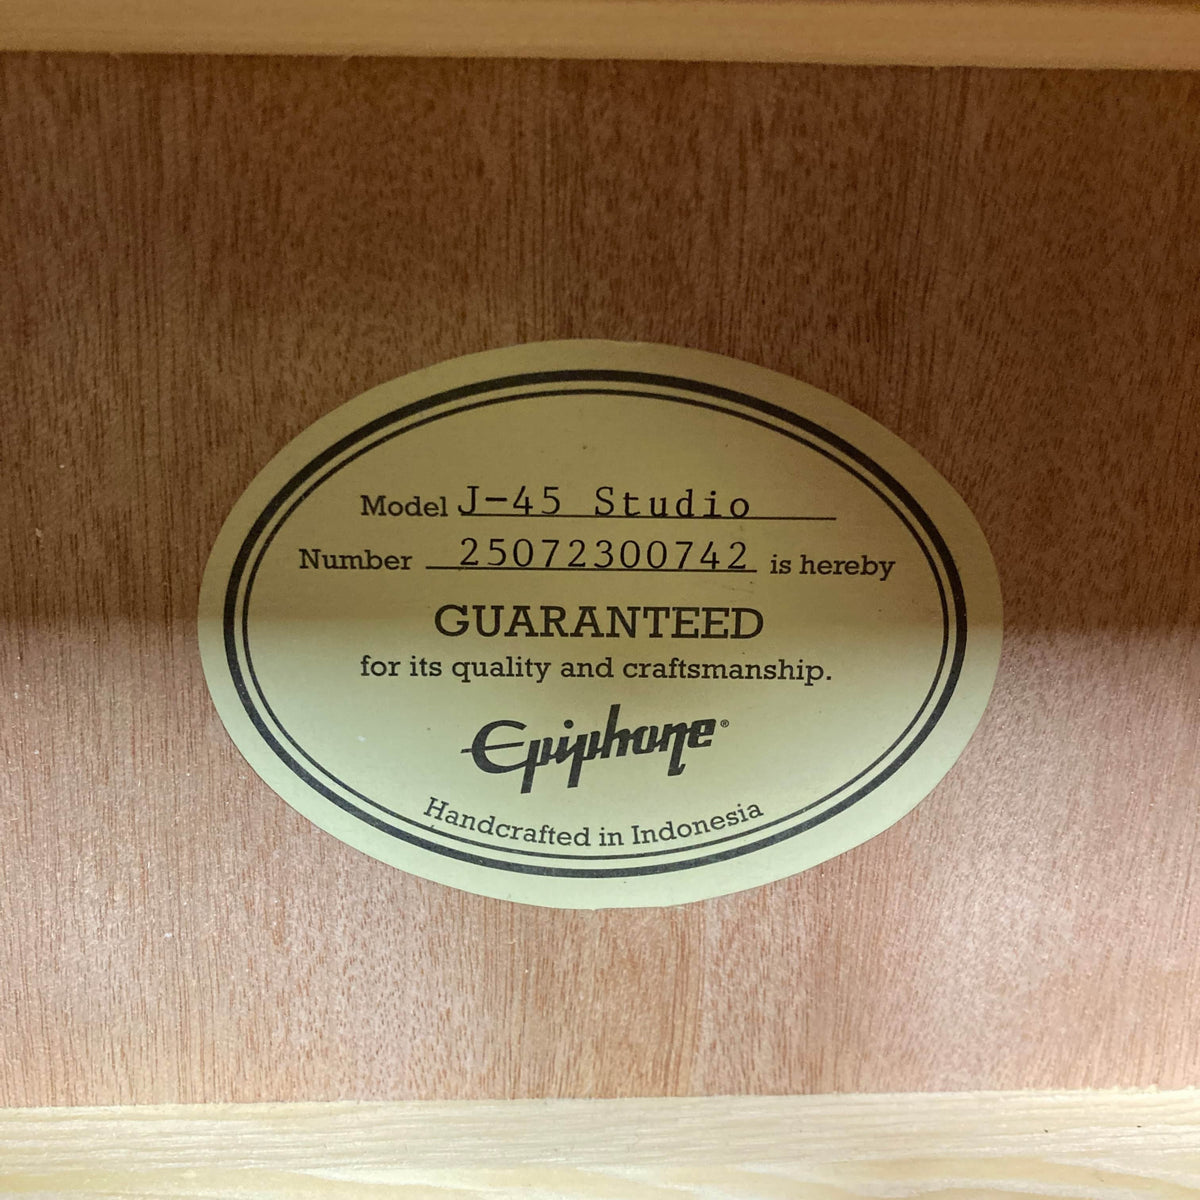 Model J-45 Studio
Number 25072300742 is hereby
GUARANTEED
for its quality and craftsmanship.
Epiphone®
Handcrafted in Indonesia